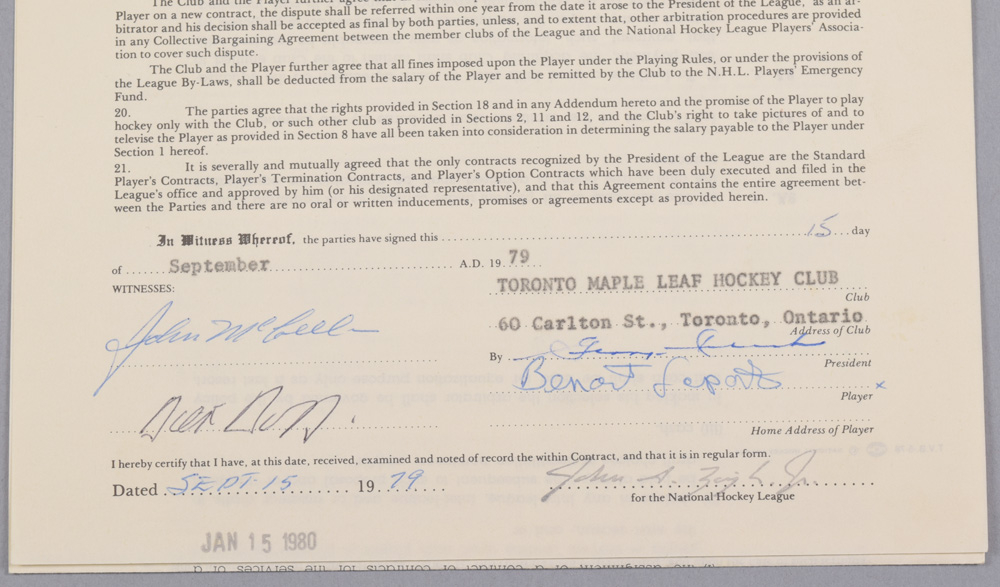 The Club and the Player further agree that
Player on a new contract, the dispute shall be referred within one year from the date it arose to the President of the League, as an ar-
bitrator and his decision shall be accepted as final by both parties, unless, and to extent that, other arbitration procedures are provided
in any Collective Bargaining Agreement between the member clubs of the League and the National Hockey League Players' Associa-
tion to cover such dispute.
The Club and the Player further agree that all fines imposed upon the Player under the Playing Rules, or under the provisions of
the League By-Laws, shall be deducted from the salary of the Player and be remitted by the Club to the N.H.L. Players' Emergency
Fund.
20. The parties agree that the rights provided in Section 18 and in any Addendum hereto and the promise of the Player to play
hockey only with the Club, or such other club as provided in Sections 2, 11 and 12, and the Club's right to take pictures of and to
televise the Player as provided in Section 8 have all been taken into consideration in determining the salary payable to the Player under
Section 1 hereof.
21. It is severally and mutually agreed that the only contracts recognized by the President of the League are the Standard
Player's Contracts, Player's Termination Contracts, and Player's Option Contracts which have been duly executed and filed in the
League's office and approved by him (or his designated representative), and that this Agreement contains the entire agreement bet-
ween the Parties and there are no oral or written inducements, promises or agreements except as provided herein.
In Witness Whereof, the parties have signed this 15 day
of September A.D. 19 79
WITNESSES:
TORONTO MAPLE LEAF HOCKEY CLUB
Club
60 Carlton St., Toronto, Ontario
Address of Club
John
By
President
Benoit
Player x
Home Address of Player
I hereby certify that I have, at this date, received, examined and noted of record the within Contract, and that it is in regular form.
Dated SEPT. 15 19 79
John A. Jr.
for the National Hockey League
JAN 15 1980